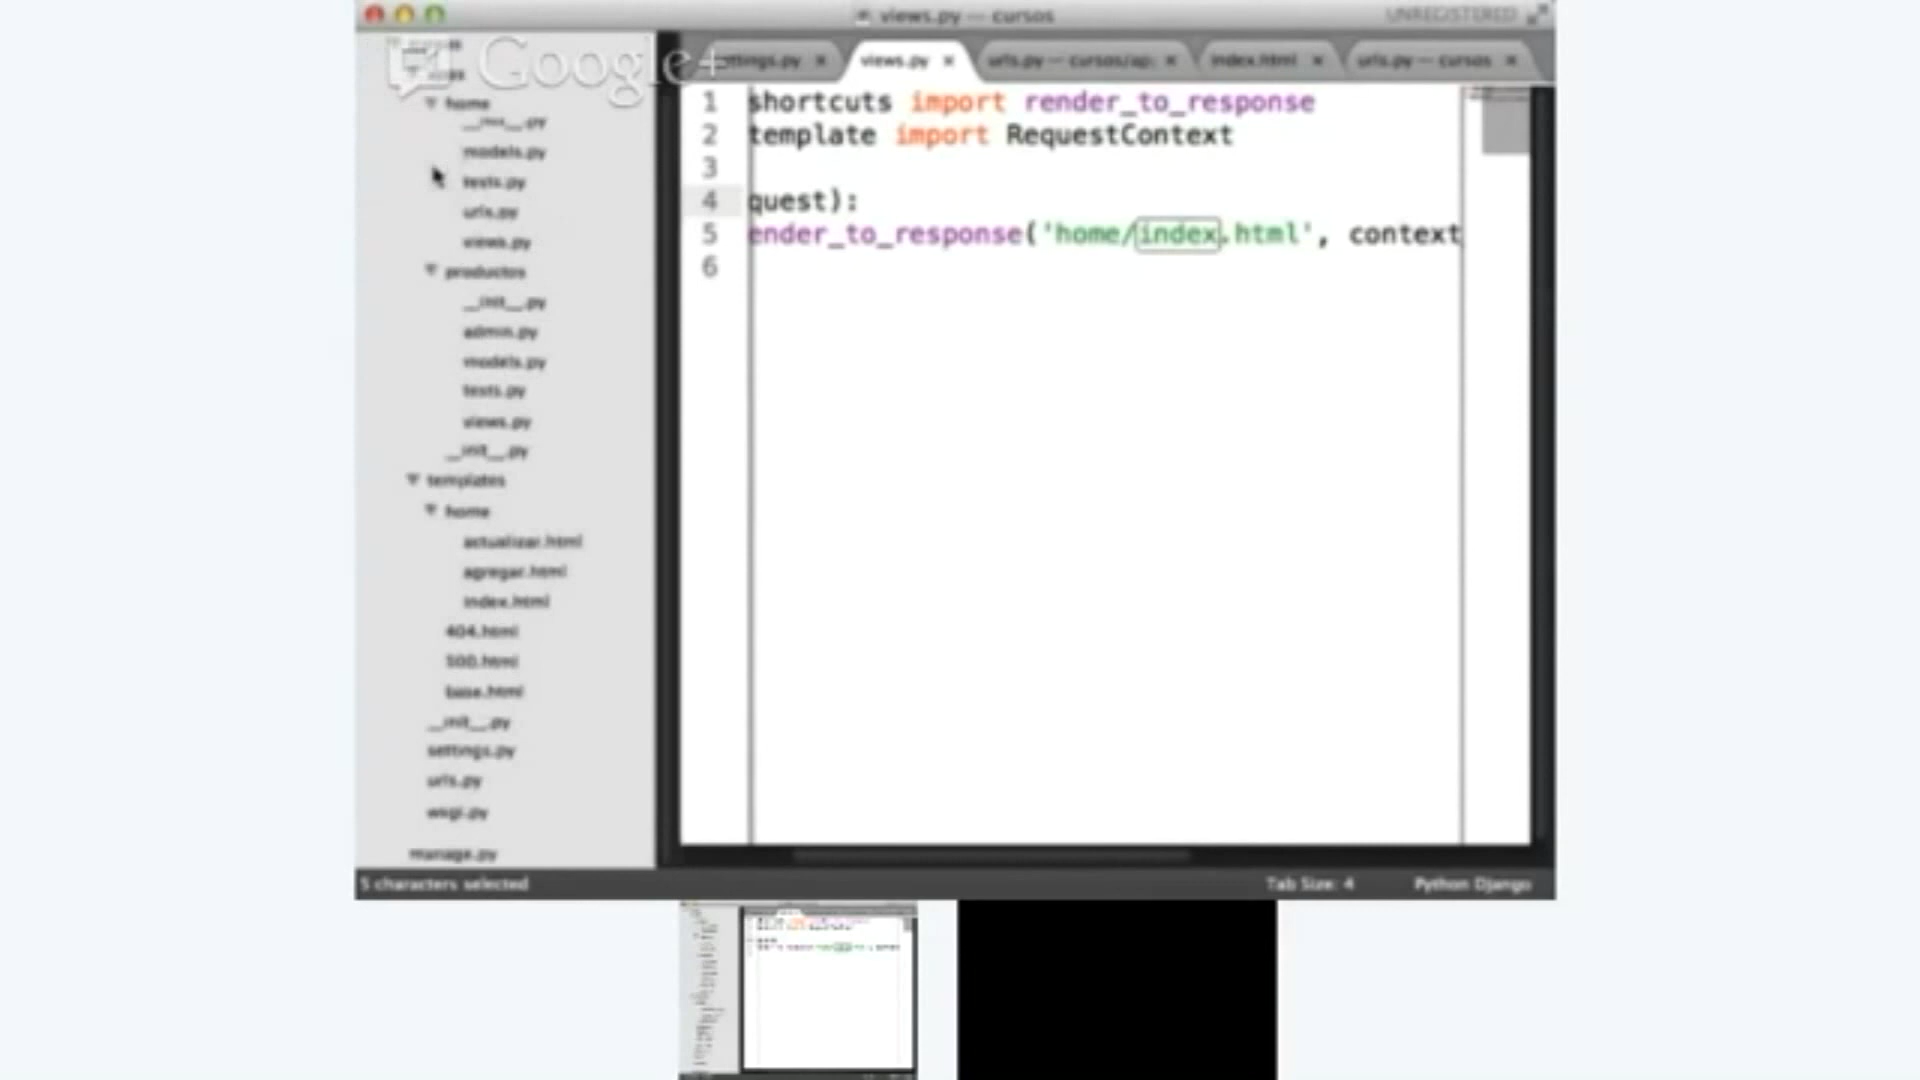 views.py — cursos
UNREGISTERED
Google+
ttings.py × views.py × urls.py — cursos/ap × index.html × urls.py — cursos ×
home
__init__.py
models.py
tests.py
urls.py
views.py
productos
__init__.py
admin.py
models.py
tests.py
views.py
__init__.py
templates
home
actualizar.html
agregar.html
index.html
404.html
500.html
base.html
__init__.py
settings.py
urls.py
wsgi.py
manage.py
1 shortcuts import render_to_response
2 template import RequestContext
3
4 quest):
5 ender_to_response('home/index.html', context
6
5 characters selected
Tab Size: 4
Python Django